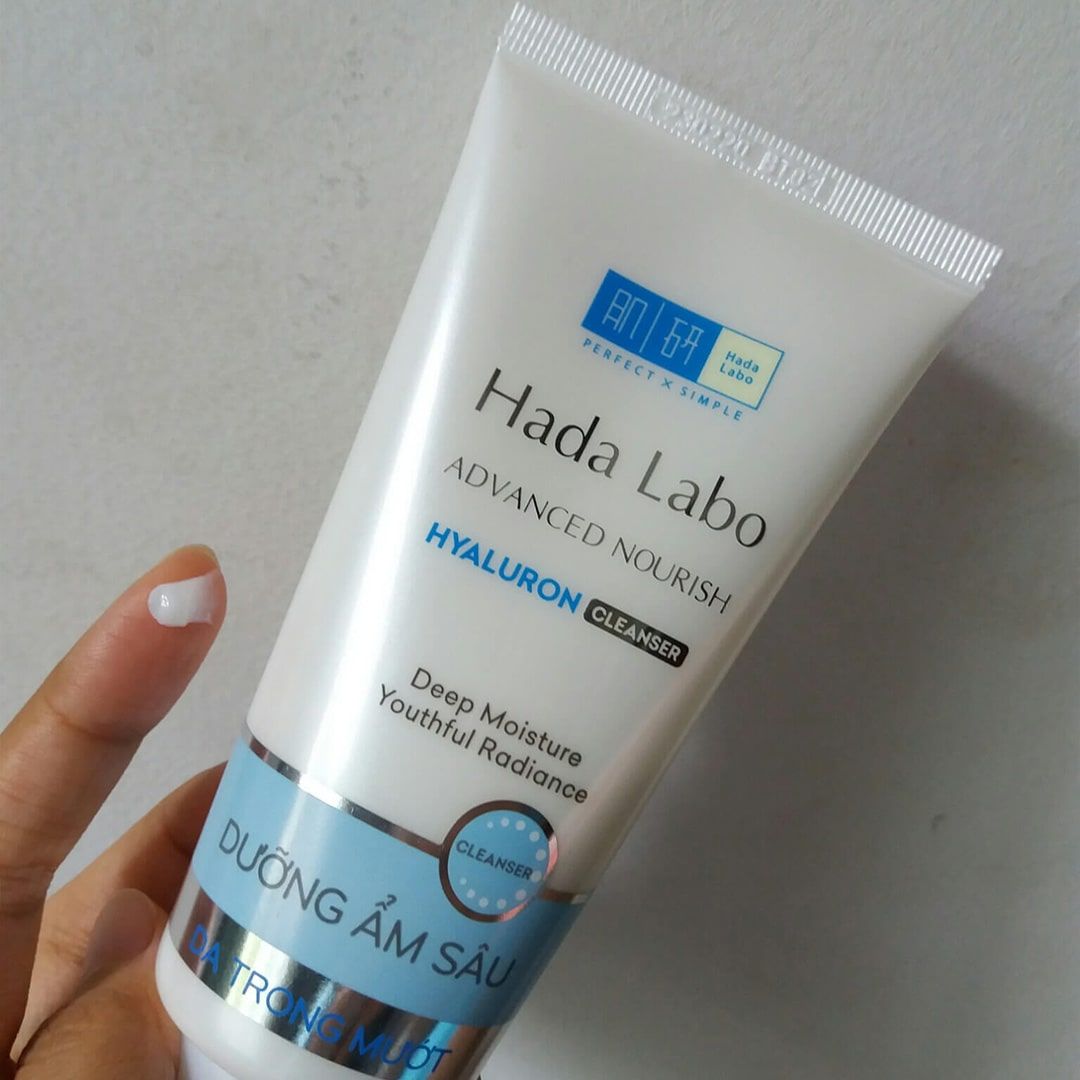 肌研
Hada
Labo
PERFECT X SIMPLE
Hada Labo
ADVANCED NOURISH
HYALURON CLEANSER
Deep Moisture
Youthful Radiance
CLEANSER
DƯỠNG ẨM SÂU
DA TRONG MƯỚT